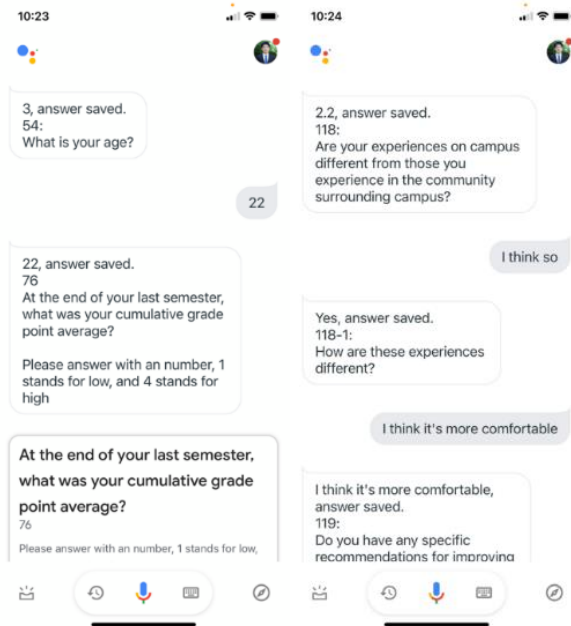 10:23
3, answer saved.
54:
What is your age?
22
22, answer saved.
76
At the end of your last semester,
what was your cumulative grade
point average?
Please answer with an number, 1
stands for low, and 4 stands for
high
At the end of your last semester,
what was your cumulative grade
point average?
76
Please answer with an number, 1 stands for low,
10:24
2.2, answer saved.
118:
Are your experiences on campus
different from those you
experience in the community
surrounding campus?
I think so
Yes, answer saved.
118-1:
How are these experiences
different?
I think it's more comfortable
I think it's more comfortable,
answer saved.
119:
Do you have any specific
recommendations for improving